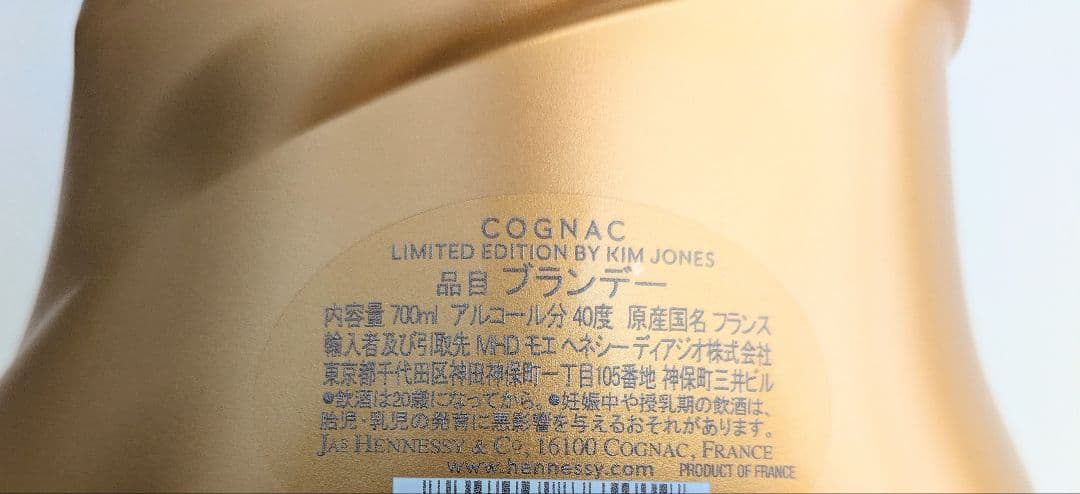 COGNAC
LIMITED EDITION BY KIM JONES
品目 ブランデー
内容量 700ml アルコール分 40度 原産国名 フランス
輸入者及び引取先 MHD モエ ヘネシー ディアジオ株式会社
東京都千代田区神田神保町一丁目105番地 神保町三井ビル
●飲酒は20歳になってから。●妊娠中や授乳期の飲酒は、
胎児・乳児の発育に悪影響を与えるおそれがあります。
JAS HENNESSY & Co, 16100 COGNAC, FRANCE
www.hennessy.com PRODUCT OF FRANCE